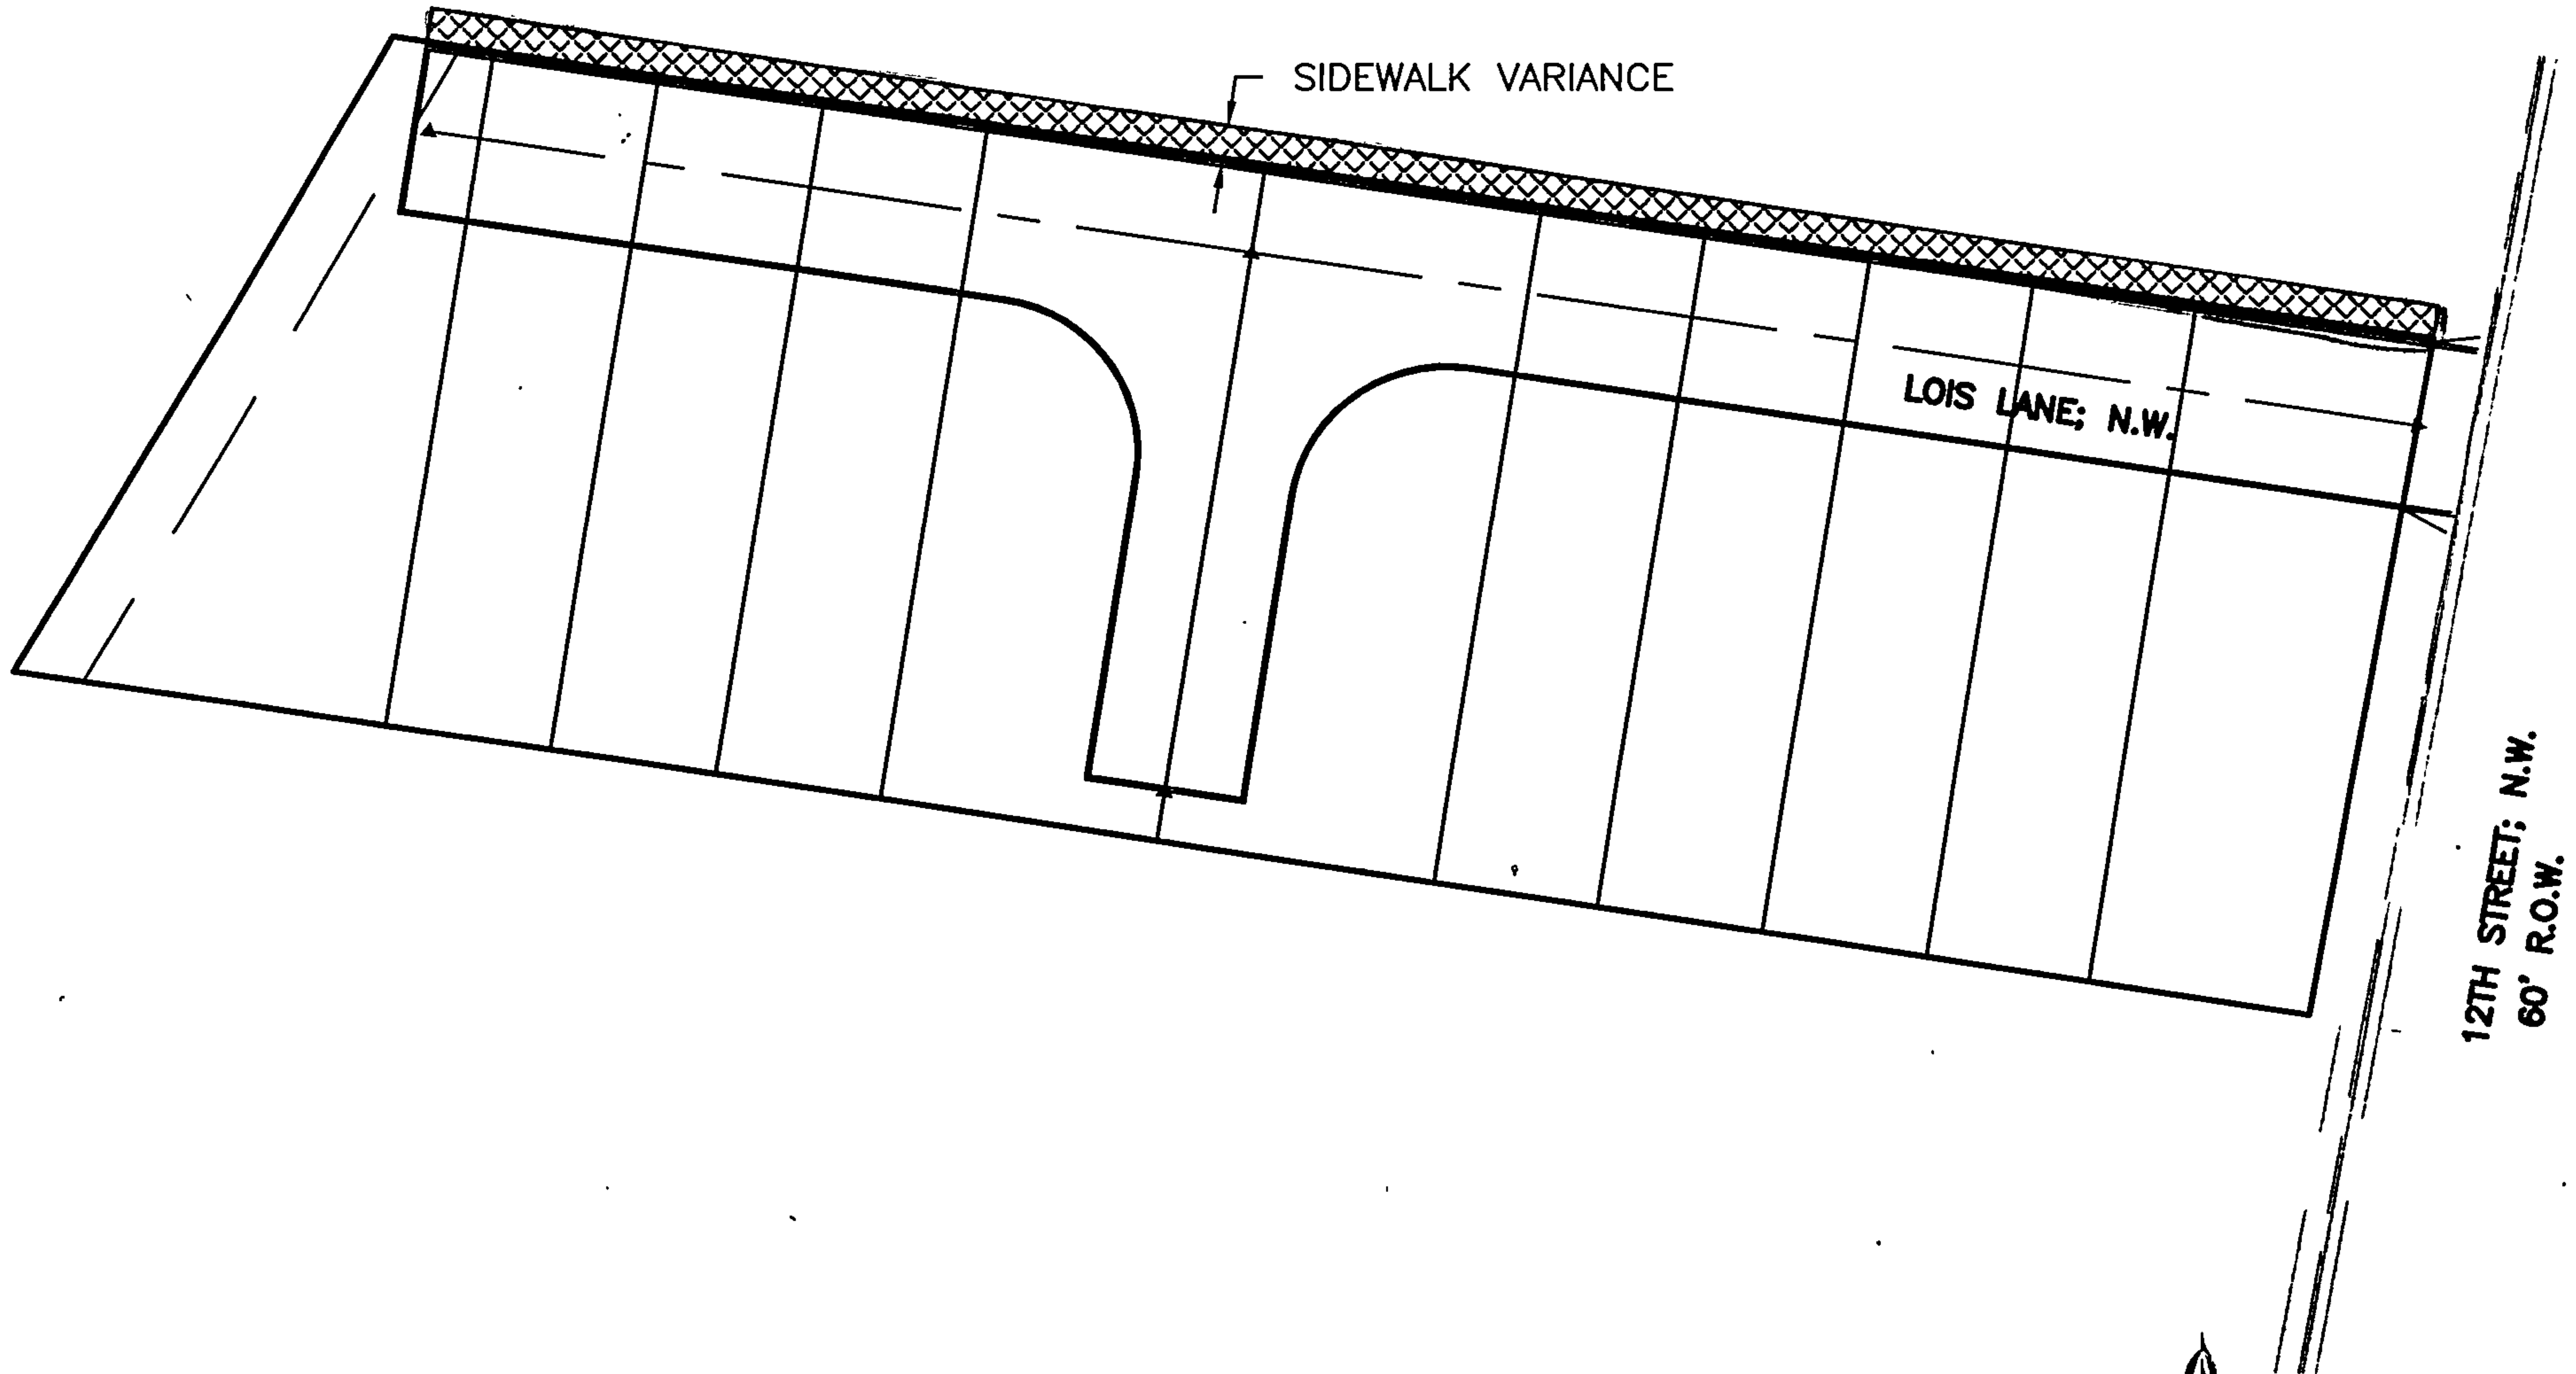 SIDEWALK VARIANCE
LOIS LANE; N.W.
12TH STREET; N.W.
60' R.O.W.